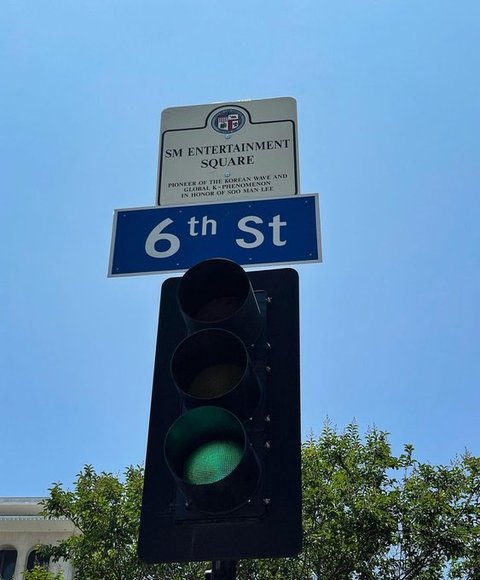 SM ENTERTAINMENT
SQUARE
PIONEER OF THE KOREAN WAVE AND
GLOBAL K-PHENOMENON
IN HONOR OF SOO MAN LEE
6th St